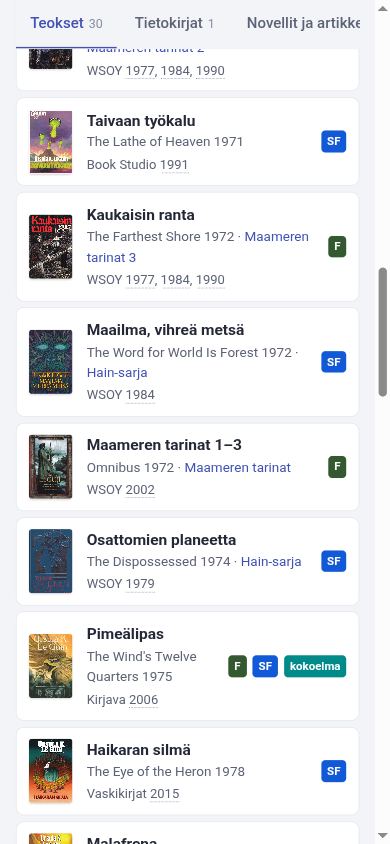 Teokset 30 Tietokirjat 1 Novellit ja artikke
Maameren tarinat 2
WSOY 1977, 1984, 1990
Taivaan työkalu
The Lathe of Heaven 1971
SF
Book Studio 1991
Kaukaisin ranta
The Farthest Shore 1972 · Maameren
tarinat 3
F
WSOY 1977, 1984, 1990
Maailma, vihreä metsä
The Word for World Is Forest 1972 ·
Hain-sarja
SF
WSOY 1984
Maameren tarinat 1–3
Omnibus 1972 · Maameren tarinat
F
WSOY 2002
Osattomien planeetta
The Dispossessed 1974 · Hain-sarja
SF
WSOY 1979
Pimeälipas
The Wind's Twelve
Quarters 1975
F SF kokoelma
Kirjava 2006
Haikaran silmä
The Eye of the Heron 1978
SF
Vaskikirjat 2015
Malafrena